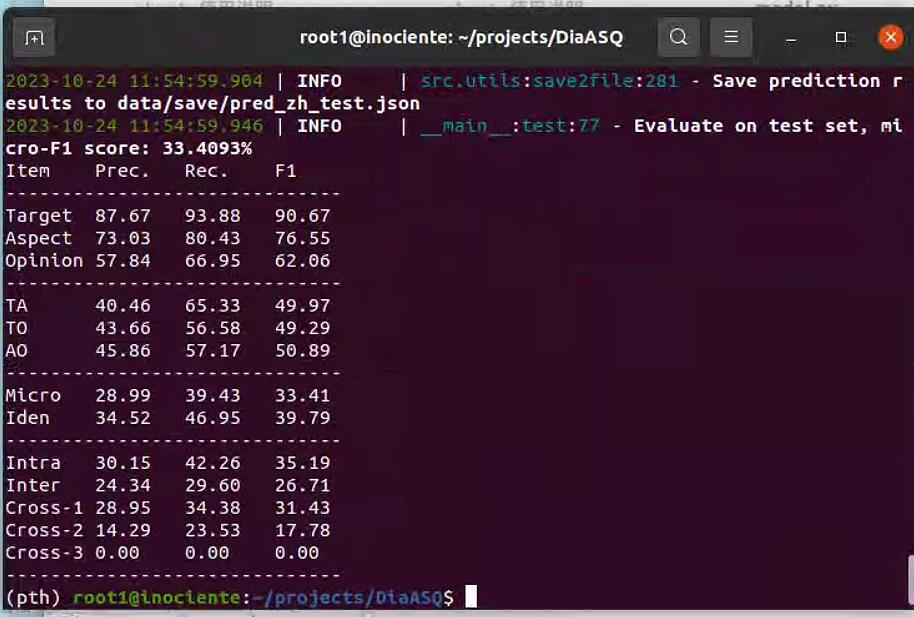 root1@inociente: ~/projects/DiaASQ
2023-10-24 11:54:59.904 | INFO     | src.utils:save2file:281 - Save prediction r
esults to data/save/pred_zh_test.json
2023-10-24 11:54:59.946 | INFO     | __main__:test:77 - Evaluate on test set, mi
cro-F1 score: 33.4093%
Item    Prec.   Rec.    F1
------------------------------
Target  87.67   93.88   90.67
Aspect  73.03   80.43   76.55
Opinion 57.84   66.95   62.06
------------------------------
TA      40.46   65.33   49.97
TO      43.66   56.58   49.29
AO      45.86   57.17   50.89
------------------------------
Micro   28.99   39.43   33.41
Iden    34.52   46.95   39.79
------------------------------
Intra   30.15   42.26   35.19
Inter   24.34   29.60   26.71
Cross-1 28.95   34.38   31.43
Cross-2 14.29   23.53   17.78
Cross-3 0.00    0.00    0.00
------------------------------
(pth) root1@inociente:~/projects/DiaASQ$